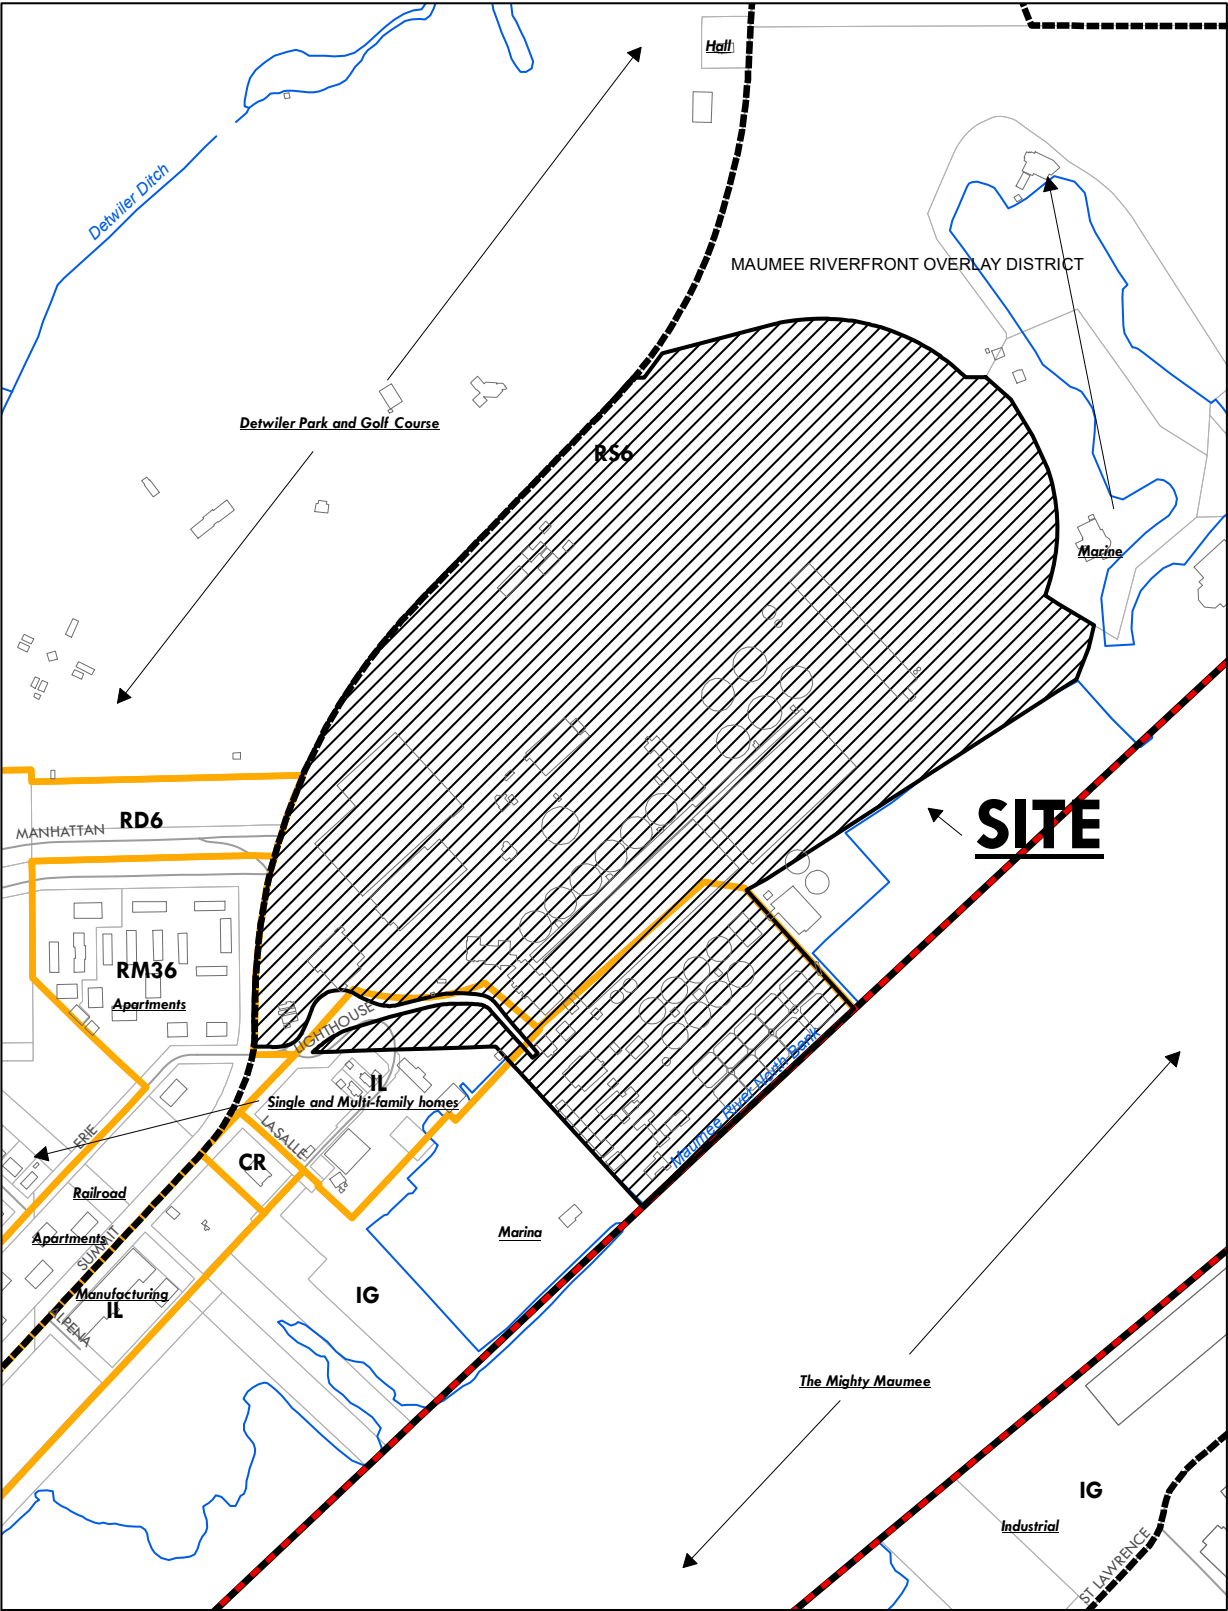 Hall
Detwiler Ditch
MAUMEE RIVERFRONT OVERLAY DISTRICT
Detwiler Park and Golf Course
RS6
Marine
SITE
RD6
MANHATTAN
RM36
Apartments
LIGHTHOUSE
IL
Single and Multi-family homes
Maumee River North Bank
ERIE
LASALLE
CR
Railroad
Apartments
SUMMIT
Marina
Manufacturing
IL
ALPENA
IG
The Mighty Maumee
IG
Industrial
ST LAWRENCE